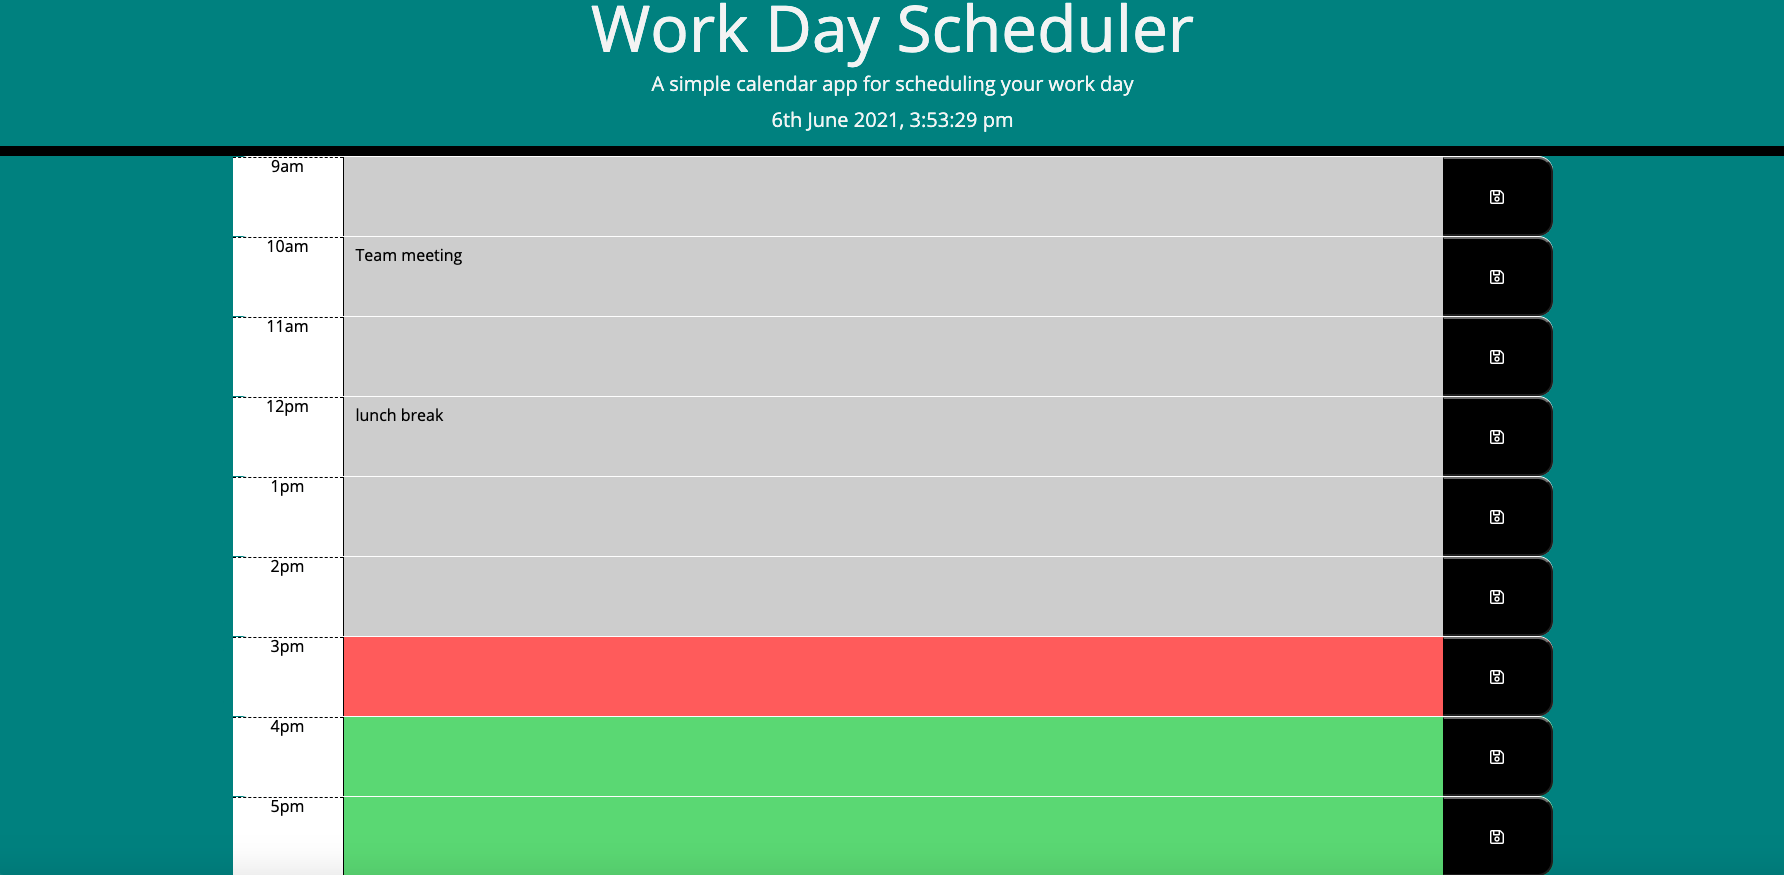 Work Day Scheduler
A simple calendar app for scheduling your work day
6th June 2021, 3:53:29 pm
9am
10am
Team meeting
11am
12pm
lunch break
1pm
2pm
3pm
4pm
5pm